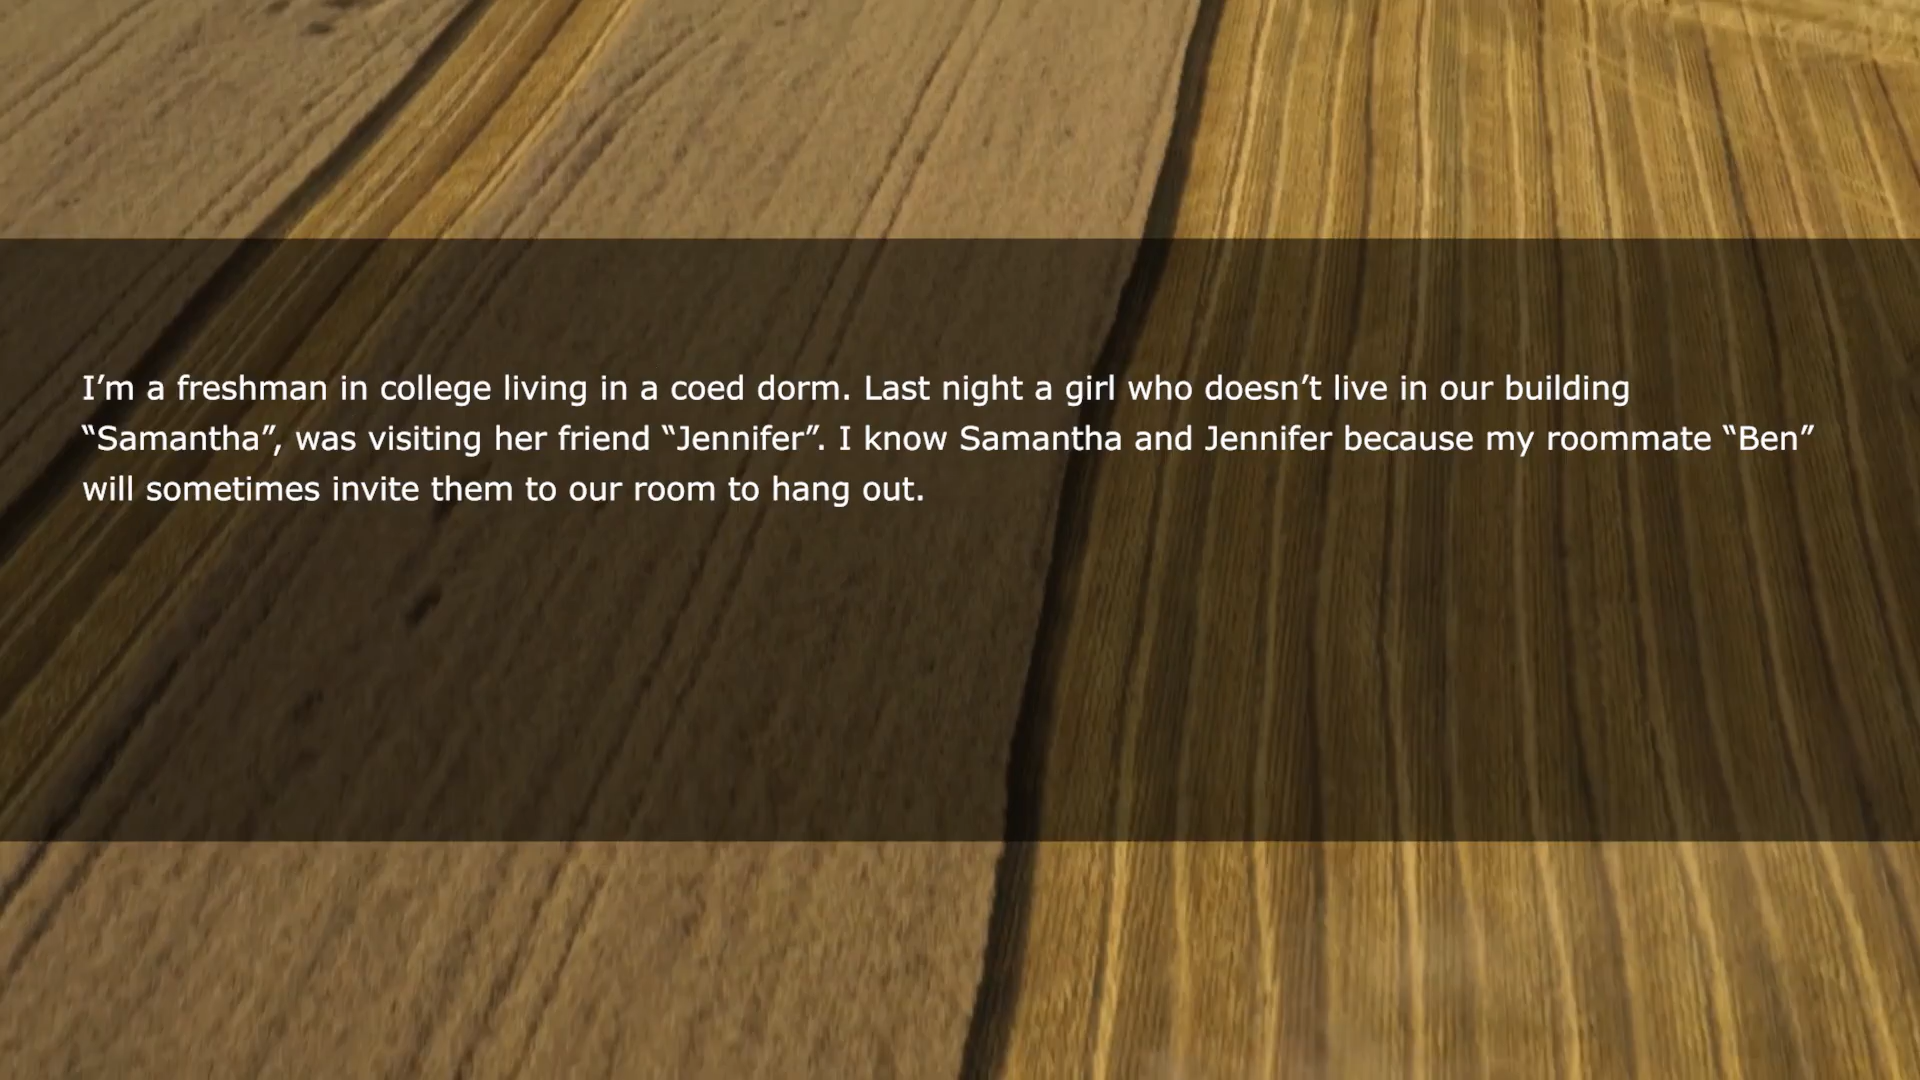 I’m a freshman in college living in a coed dorm. Last night a girl who doesn’t live in our building
“Samantha”, was visiting her friend “Jennifer”. I know Samantha and Jennifer because my roommate “Ben”
will sometimes invite them to our room to hang out.